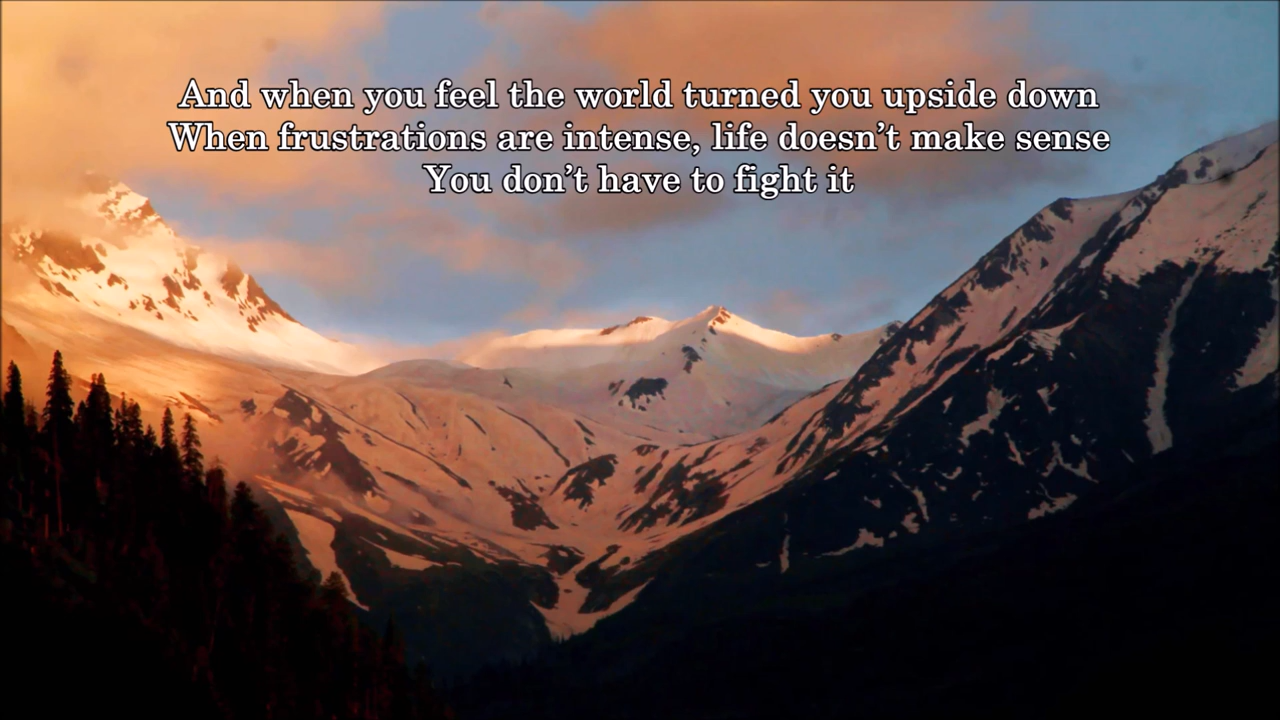 And when you feel the world turned you upside down
When frustrations are intense, life doesn’t make sense
You don’t have to fight it